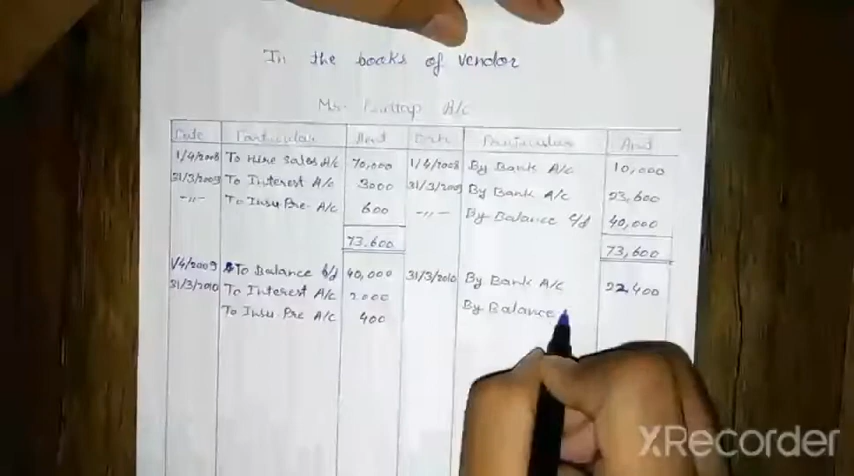 In the books of vendor
Mr. A/C
Date Particular Amt Date Particular Amt
1/4/2008 To Hire Sales A/c 70,000 1/4/2008 By Bank A/c 10,000
31/3/2009 To Interest A/c 3000 31/3/2009 By Bank A/c 23,600
-,,- To Insu Pre A/c 600 -,,- By Balance c/d 40,000
73.600 73,600
1/4/2009 To Balance b/d 40,000 31/3/2010 By Bank A/c 22,400
31/3/2010 To Interest A/c 2.000 By Balance
To Insu Pre A/c 400
XRecorder